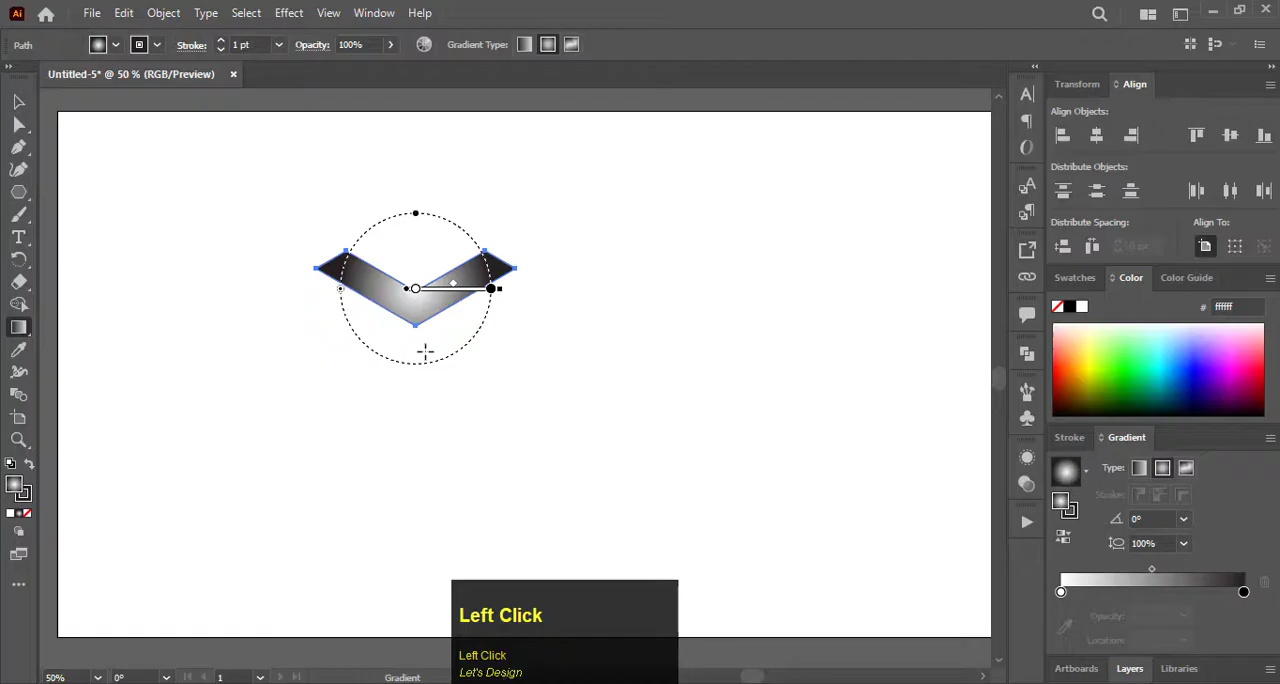 Ai File Edit Object Type Select Effect View Window Help
Path Stroke: 1 pt Opacity: 100% Gradient Type:
Untitled-5* @ 50 % (RGB/Preview) ×
Transform Align
Align Objects:
Distribute Objects:
Distribute Spacing: Align To:
Swatches Color Color Guide
# ffffff
Stroke Gradient
Type:
Stroke:
0°
100%
Opacity:
Location:
Artboards Layers Libraries
Left Click
Left Click
Let's Design
50% 0° 1 Gradient